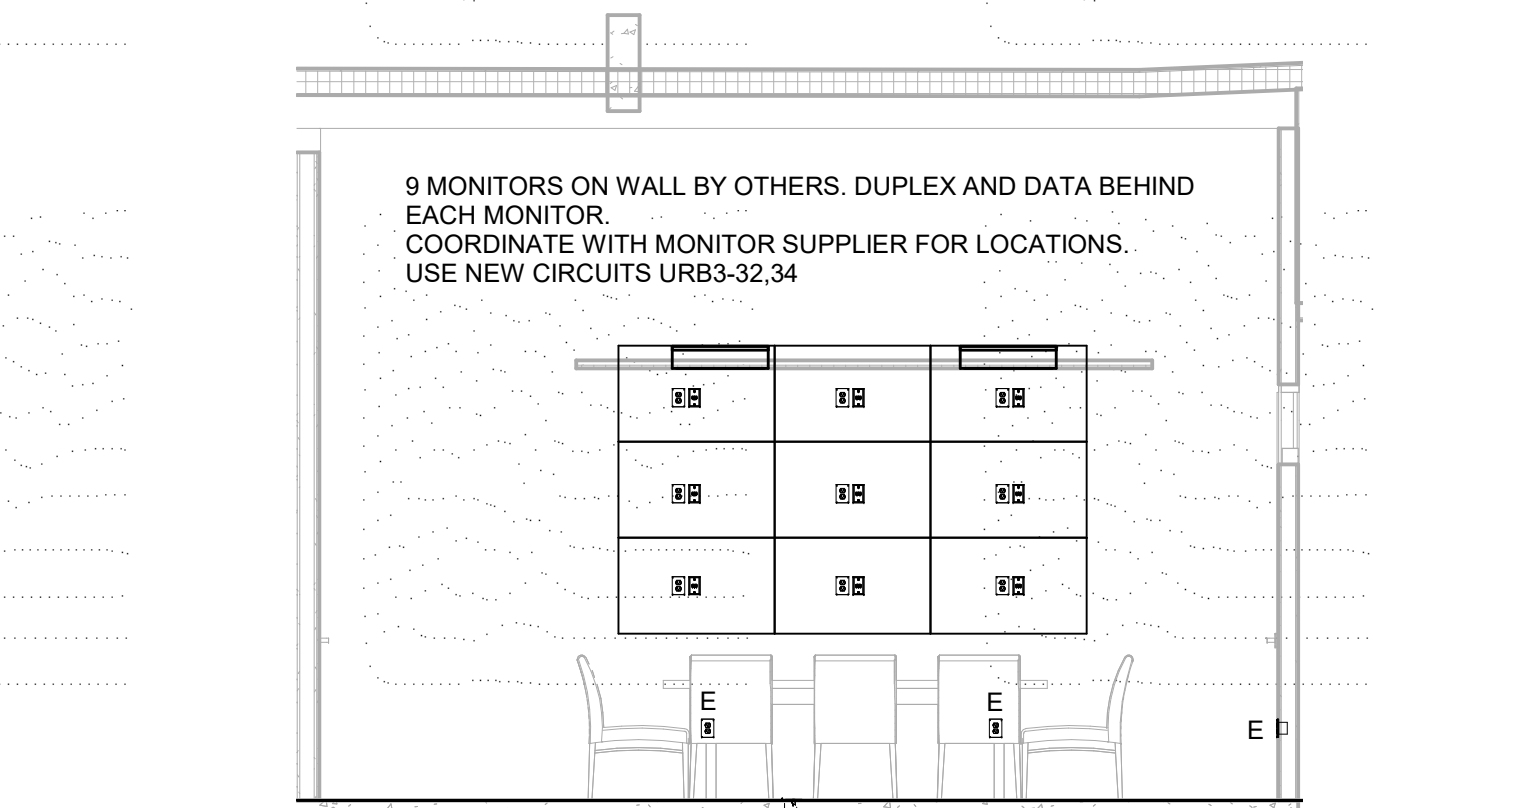 9 MONITORS ON WALL BY OTHERS. DUPLEX AND DATA BEHIND
EACH MONITOR.
COORDINATE WITH MONITOR SUPPLIER FOR LOCATIONS.
USE NEW CIRCUITS URB3-32,34
E
E
E